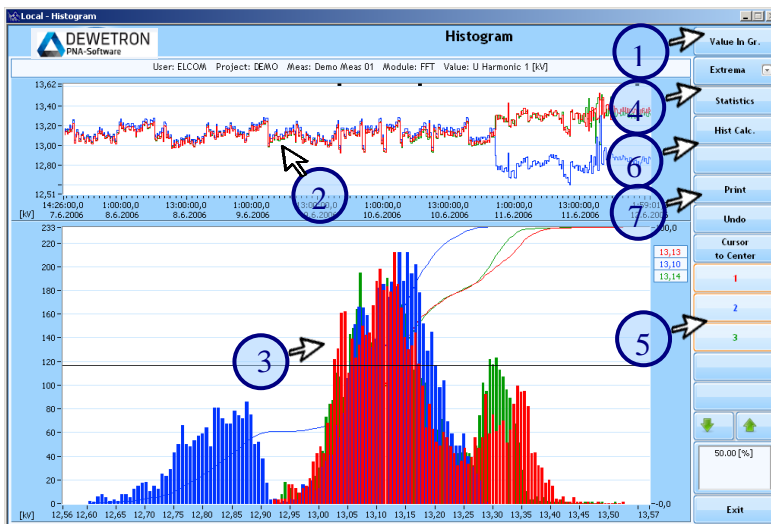 Local - Histogram
DEWETRON
PNA-Software
Histogram
User: ELCOM Project: DEMO Meas: Demo Meas 01 Module: FFT Value: U Harmonic 1 [kV]
1
Value In Gr.
Extrema
4
Statistics
6
Hist Calc.
7
Print
Undo
Cursor
to Center
1
2
3
5
50.00 [%]
Exit
13,62
13,40
13,20
13,00
12,80
12,51
2
14:26:00,0 1:00:00,0 13:00:00,0 1:00:00,0 13:00:00,0 1:00:00,0 13:00:00,0 1:00:00,0 13:00:00,0
[kV] 7.6.2006 8.6.2006 8.6.2006 9.6.2006 10.6.2006 10.6.2006 11.6.2006 11.6.2006 12.6.2006
233
220
200
180
160
140
120
100
80
60
40
20
0
3
13,13
13,10
13,14
-0,0
[kV] 12,56 12,60 12,65 12,70 12,75 12,80 12,85 12,90 12,95 13,00 13,05 13,10 13,15 13,20 13,25 13,30 13,35 13,40 13,45 13,50 13,57